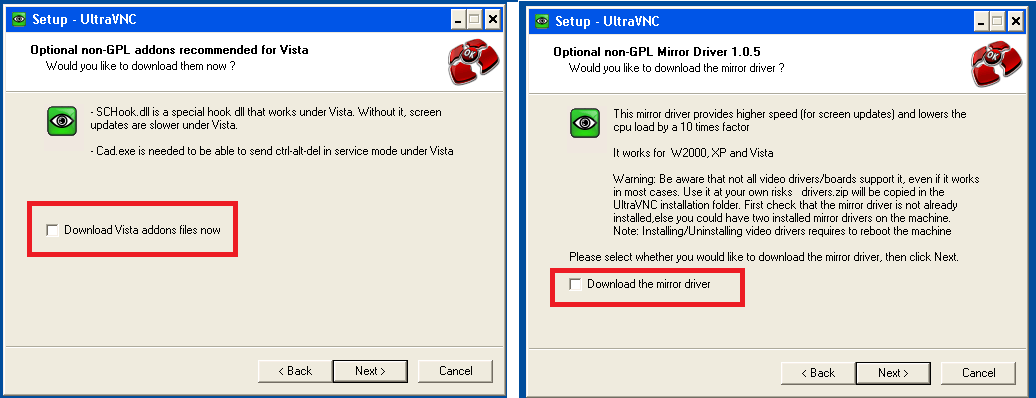 Setup - UltraVNC
Optional non-GPL addons recommended for Vista
Would you like to download them now ?
OK
- SCHook.dll is a special hook dll that works under Vista. Without it, screen
updates are slower under Vista.
- Cad.exe is needed to be able to send ctrl-alt-del in service mode under Vista
Download Vista addons files now
< Back
Next >
Cancel
Setup - UltraVNC
Optional non-GPL Mirror Driver 1.0.5
Would you like to download the mirror driver ?
OK
This mirror driver provides higher speed (for screen updates) and lowers the
cpu load by a 10 times factor
It works for W2000, XP and Vista
Warning: Be aware that not all video drivers/boards support it, even if it works
in most cases. Use it at your own risks drivers.zip will be copied in the
UltraVNC installation folder. First check that the mirror driver is not already
installed,else you could have two installed mirror drivers on the machine.
Note: Installing/Uninstalling video drivers requires to reboot the machine
Please select whether you would like to download the mirror driver, then click Next.
Download the mirror driver
< Back
Next >
Cancel